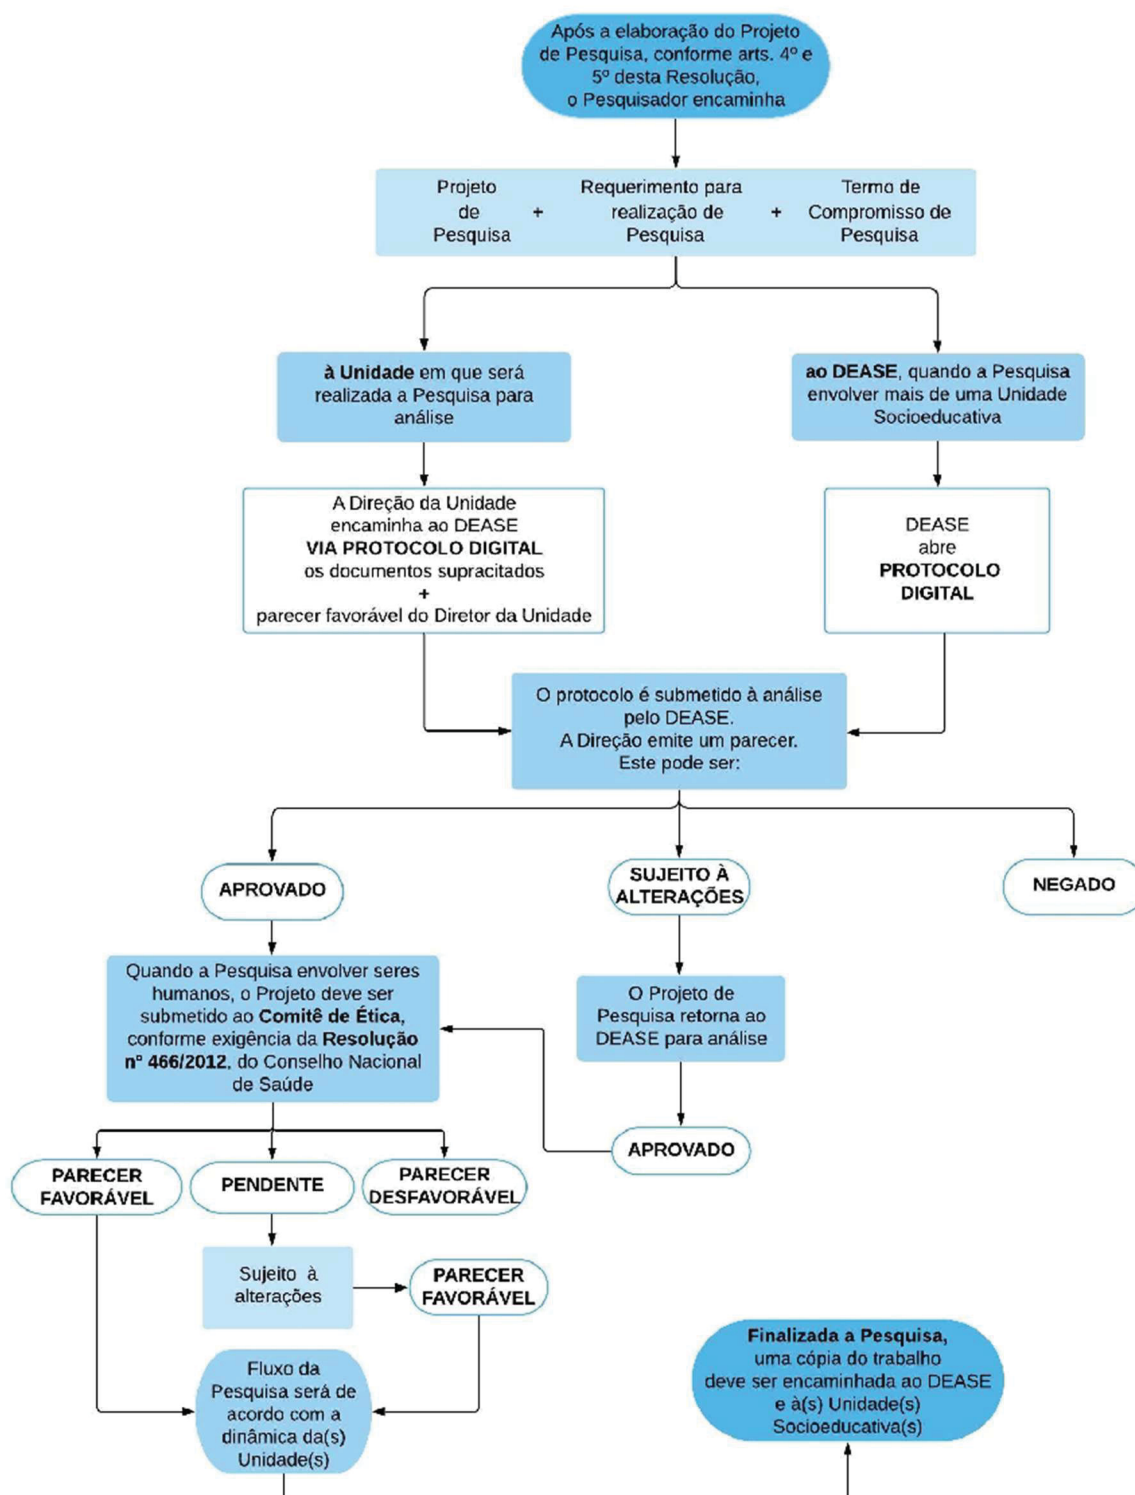 Após a elaboração do Projeto
de Pesquisa, conforme arts. 4º e
5º desta Resolução,
o Pesquisador encaminha
Projeto
de
Pesquisa
+
Requerimento para
realização de
Pesquisa
+
Termo de
Compromisso de
Pesquisa
à Unidade em que será
realizada a Pesquisa para
análise
ao DEASE, quando a Pesquisa
envolver mais de uma Unidade
Socioeducativa
A Direção da Unidade
encaminha ao DEASE
VIA PROTOCOLO DIGITAL
os documentos supracitados
+
parecer favorável do Diretor da Unidade
DEASE
abre
PROTOCOLO
DIGITAL
O protocolo é submetido à análise
pelo DEASE.
A Direção emite um parecer.
Este pode ser:
APROVADO
SUJEITO À
ALTERAÇÕES
NEGADO
Quando a Pesquisa envolver seres
humanos, o Projeto deve ser
submetido ao Comitê de Ética,
conforme exigência da Resolução
n° 466/2012, do Conselho Nacional
de Saúde
O Projeto de
Pesquisa retorna ao
DEASE para análise
APROVADO
PARECER
FAVORÁVEL
PENDENTE
PARECER
DESFAVORÁVEL
Sujeito à
alterações
PARECER
FAVORÁVEL
Fluxo da
Pesquisa será de
acordo com a
dinâmica da(s)
Unidade(s)
Finalizada a Pesquisa,
uma cópia do trabalho
deve ser encaminhada ao DEASE
e à(s) Unidade(s)
Socioeducativa(s)